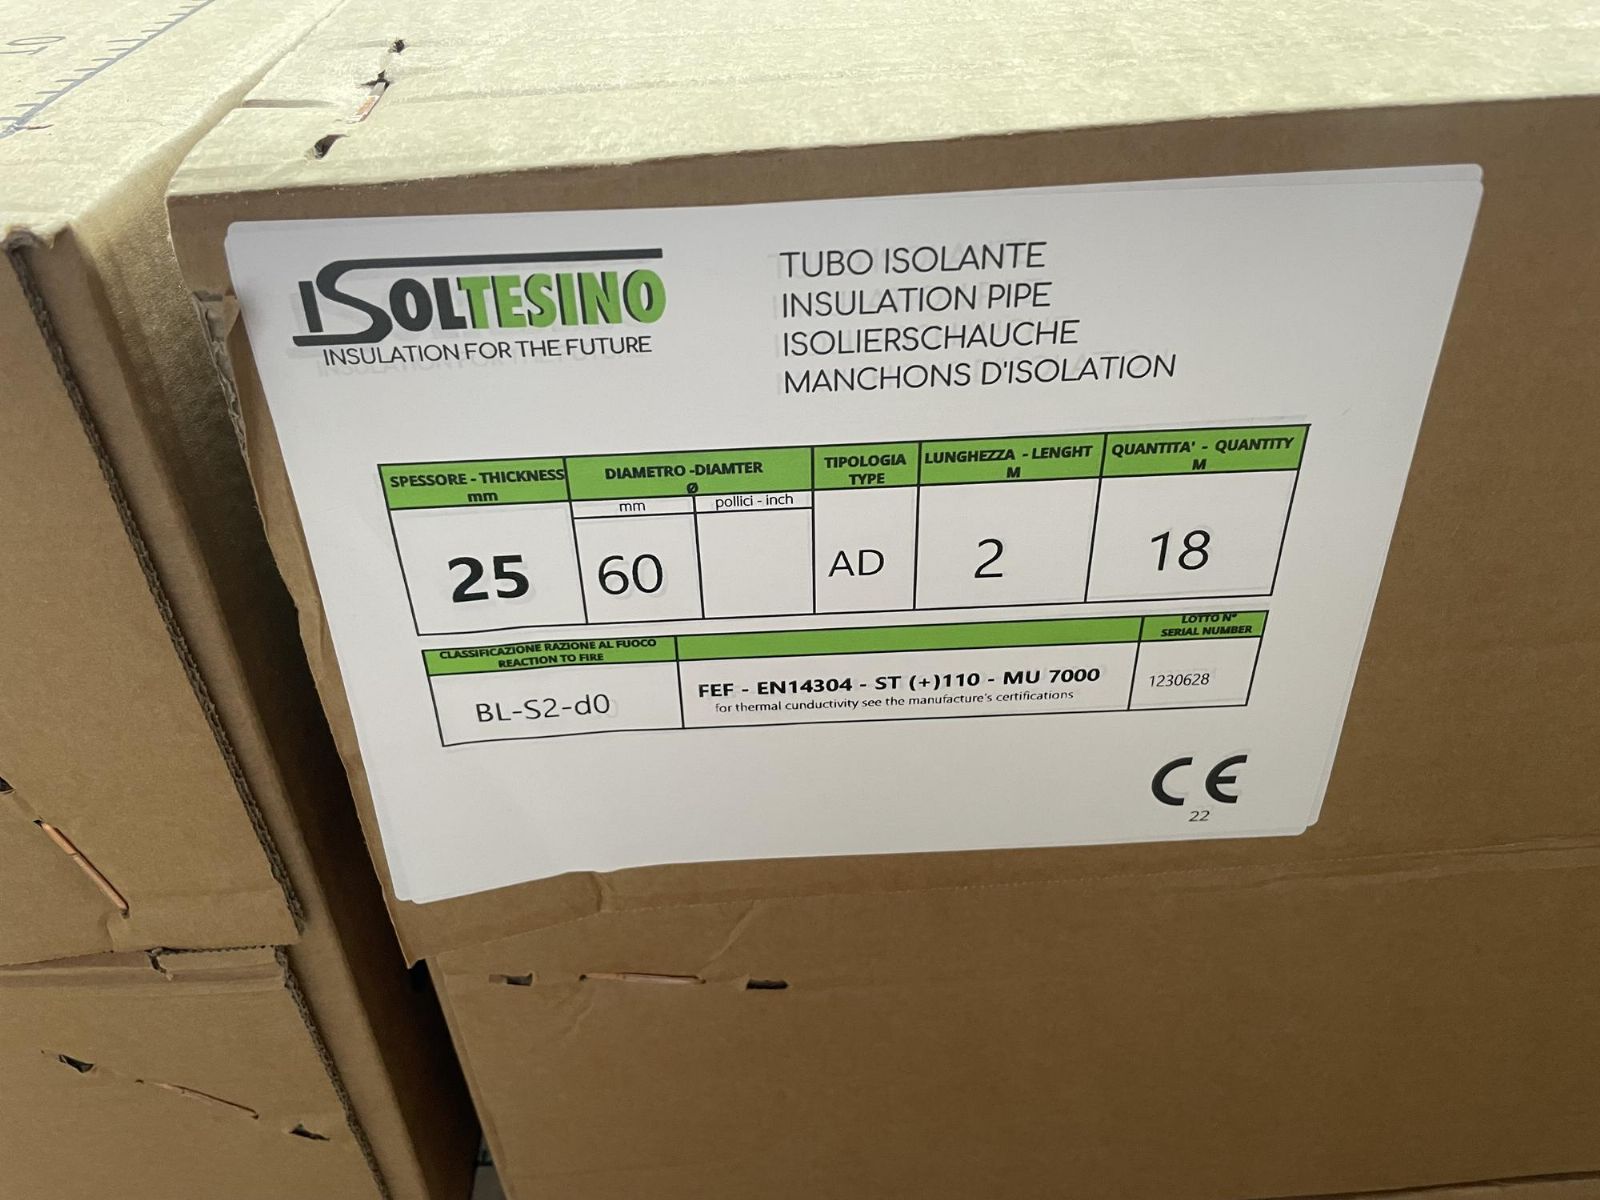 ISOLTESINO
INSULATION FOR THE FUTURE
TUBO ISOLANTE
INSULATION PIPE
ISOLIERSCHAUCHE
MANCHONS D'ISOLATION
SPESSORE - THICKNESS
mm
DIAMETRO -DIAMTER
Ø
mm
pollici - inch
TIPOLOGIA
TYPE
LUNGHEZZA - LENGHT
M
QUANTITA' - QUANTITY
M
25
60
AD
2
18
CLASSIFICAZIONE RAZIONE AL FUOCO
REACTION TO FIRE
LOTTO N°
SERIAL NUMBER
BL-S2-d0
FEF - EN14304 - ST (+)110 - MU 7000
for thermal cunductivity see the manufacture's certifications
1230628
CE
22